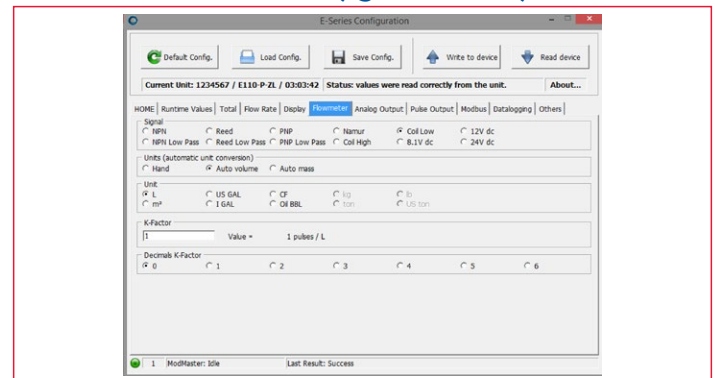 E-Series Configuration
Default Config. Load Config. Save Config. Write to device Read device
Current Unit: 1234567 / E110-P-ZL / 03:03:42 Status: values were read correctly from the unit. About...
HOME Runtime Values Total Flow Rate Display Flowmeter Analog Output Pulse Output Modbus Datalogging Others
Signal
NPN Reed PNP Namur Coil Low 12V dc
NPN Low Pass Reed Low Pass PNP Low Pass Coil High 8.1V dc 24V dc
Units (automatic unit conversion)
Hand Auto volume Auto mass
Unit
L US GAL CF kg lb
m³ I GAL Oil BBL ton US ton
K-Factor
1 Value = 1 pulses / L
Decimals K-Factor
0 1 2 3 4 5 6
1 ModMaster: Idle Last Result: Success